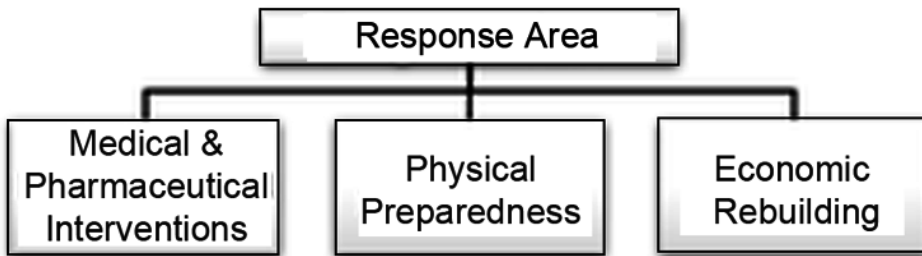 Response Area
Medical &
Pharmaceutical
Interventions
Physical
Preparedness
Economic
Rebuilding